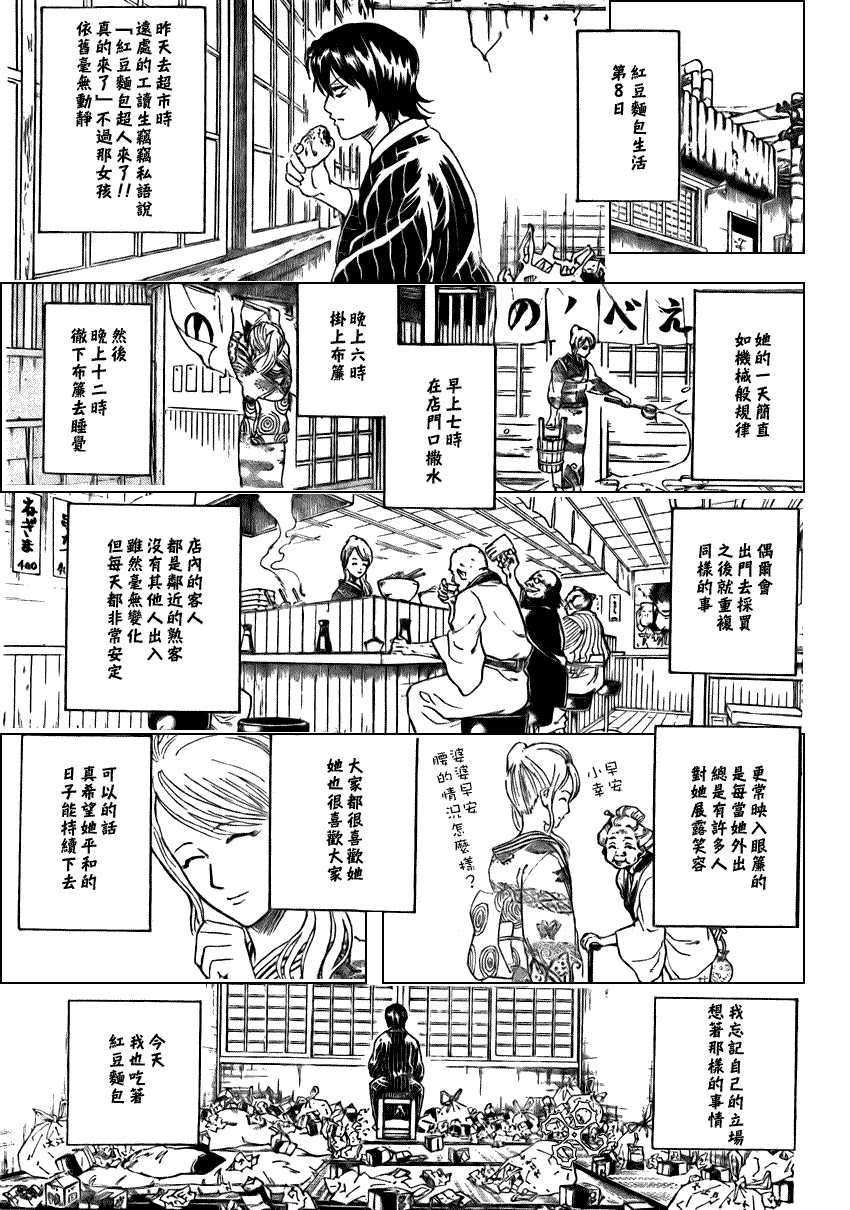 紅豆麵包生活
第8日
昨天去超市時
遠處的工讀生竊竊私語說
「紅豆麵包超人來了!!
真的來了」不過那女孩
依舊毫無動靜
她的一天簡直
如機械般規律
えべいの
早上七時
在店門口撒水
晚上六時
掛上布簾
の
然後
晚上十二時
徹下布簾去睡覺
偶爾會
出門去採買
之後就重複
同樣的事
店內的客人
都是鄰近的熟客
沒有其他人出入
雖然毫無變化
但每天都非常安定
ねぎま
400
更常映入眼簾的
是每當她外出
總是有許多人
對她展露笑容
早安
小幸
婆婆早安
腰的情況怎麼樣?
大家都很喜歡她
她也很喜歡大家
可以的話
真希望她平和的
日子能持續下去
我忘記自己的立場
想著那樣的事情
今天
我也吃著
紅豆麵包